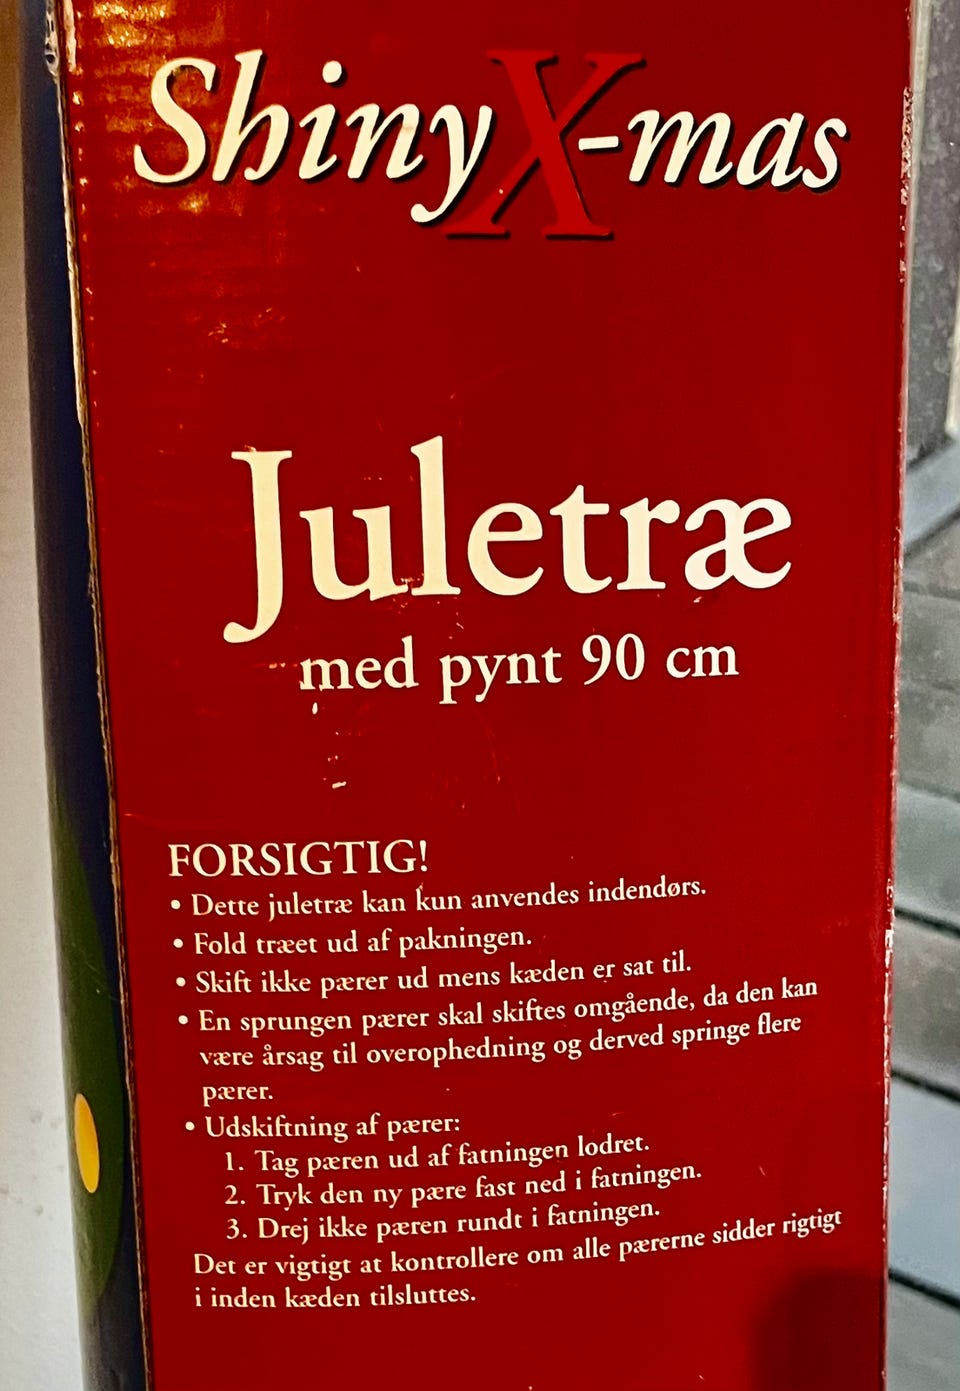 Shiny X-mas
Juletræ
med pynt 90 cm
FORSIGTIG!
• Dette juletræ kan kun anvendes indendørs.
• Fold træet ud af pakningen.
• Skift ikke pærer ud mens kæden er sat til.
• En sprungen pærer skal skiftes omgående, da den kan
være årsag til overophedning og derved springe flere
pærer.
• Udskiftning af pærer:
1. Tag pæren ud af fatningen lodret.
2. Tryk den ny pære fast ned i fatningen.
3. Drej ikke pæren rundt i fatningen.
Det er vigtigt at kontrollere om alle pærerne sidder rigtigt
i inden kæden tilsluttes.